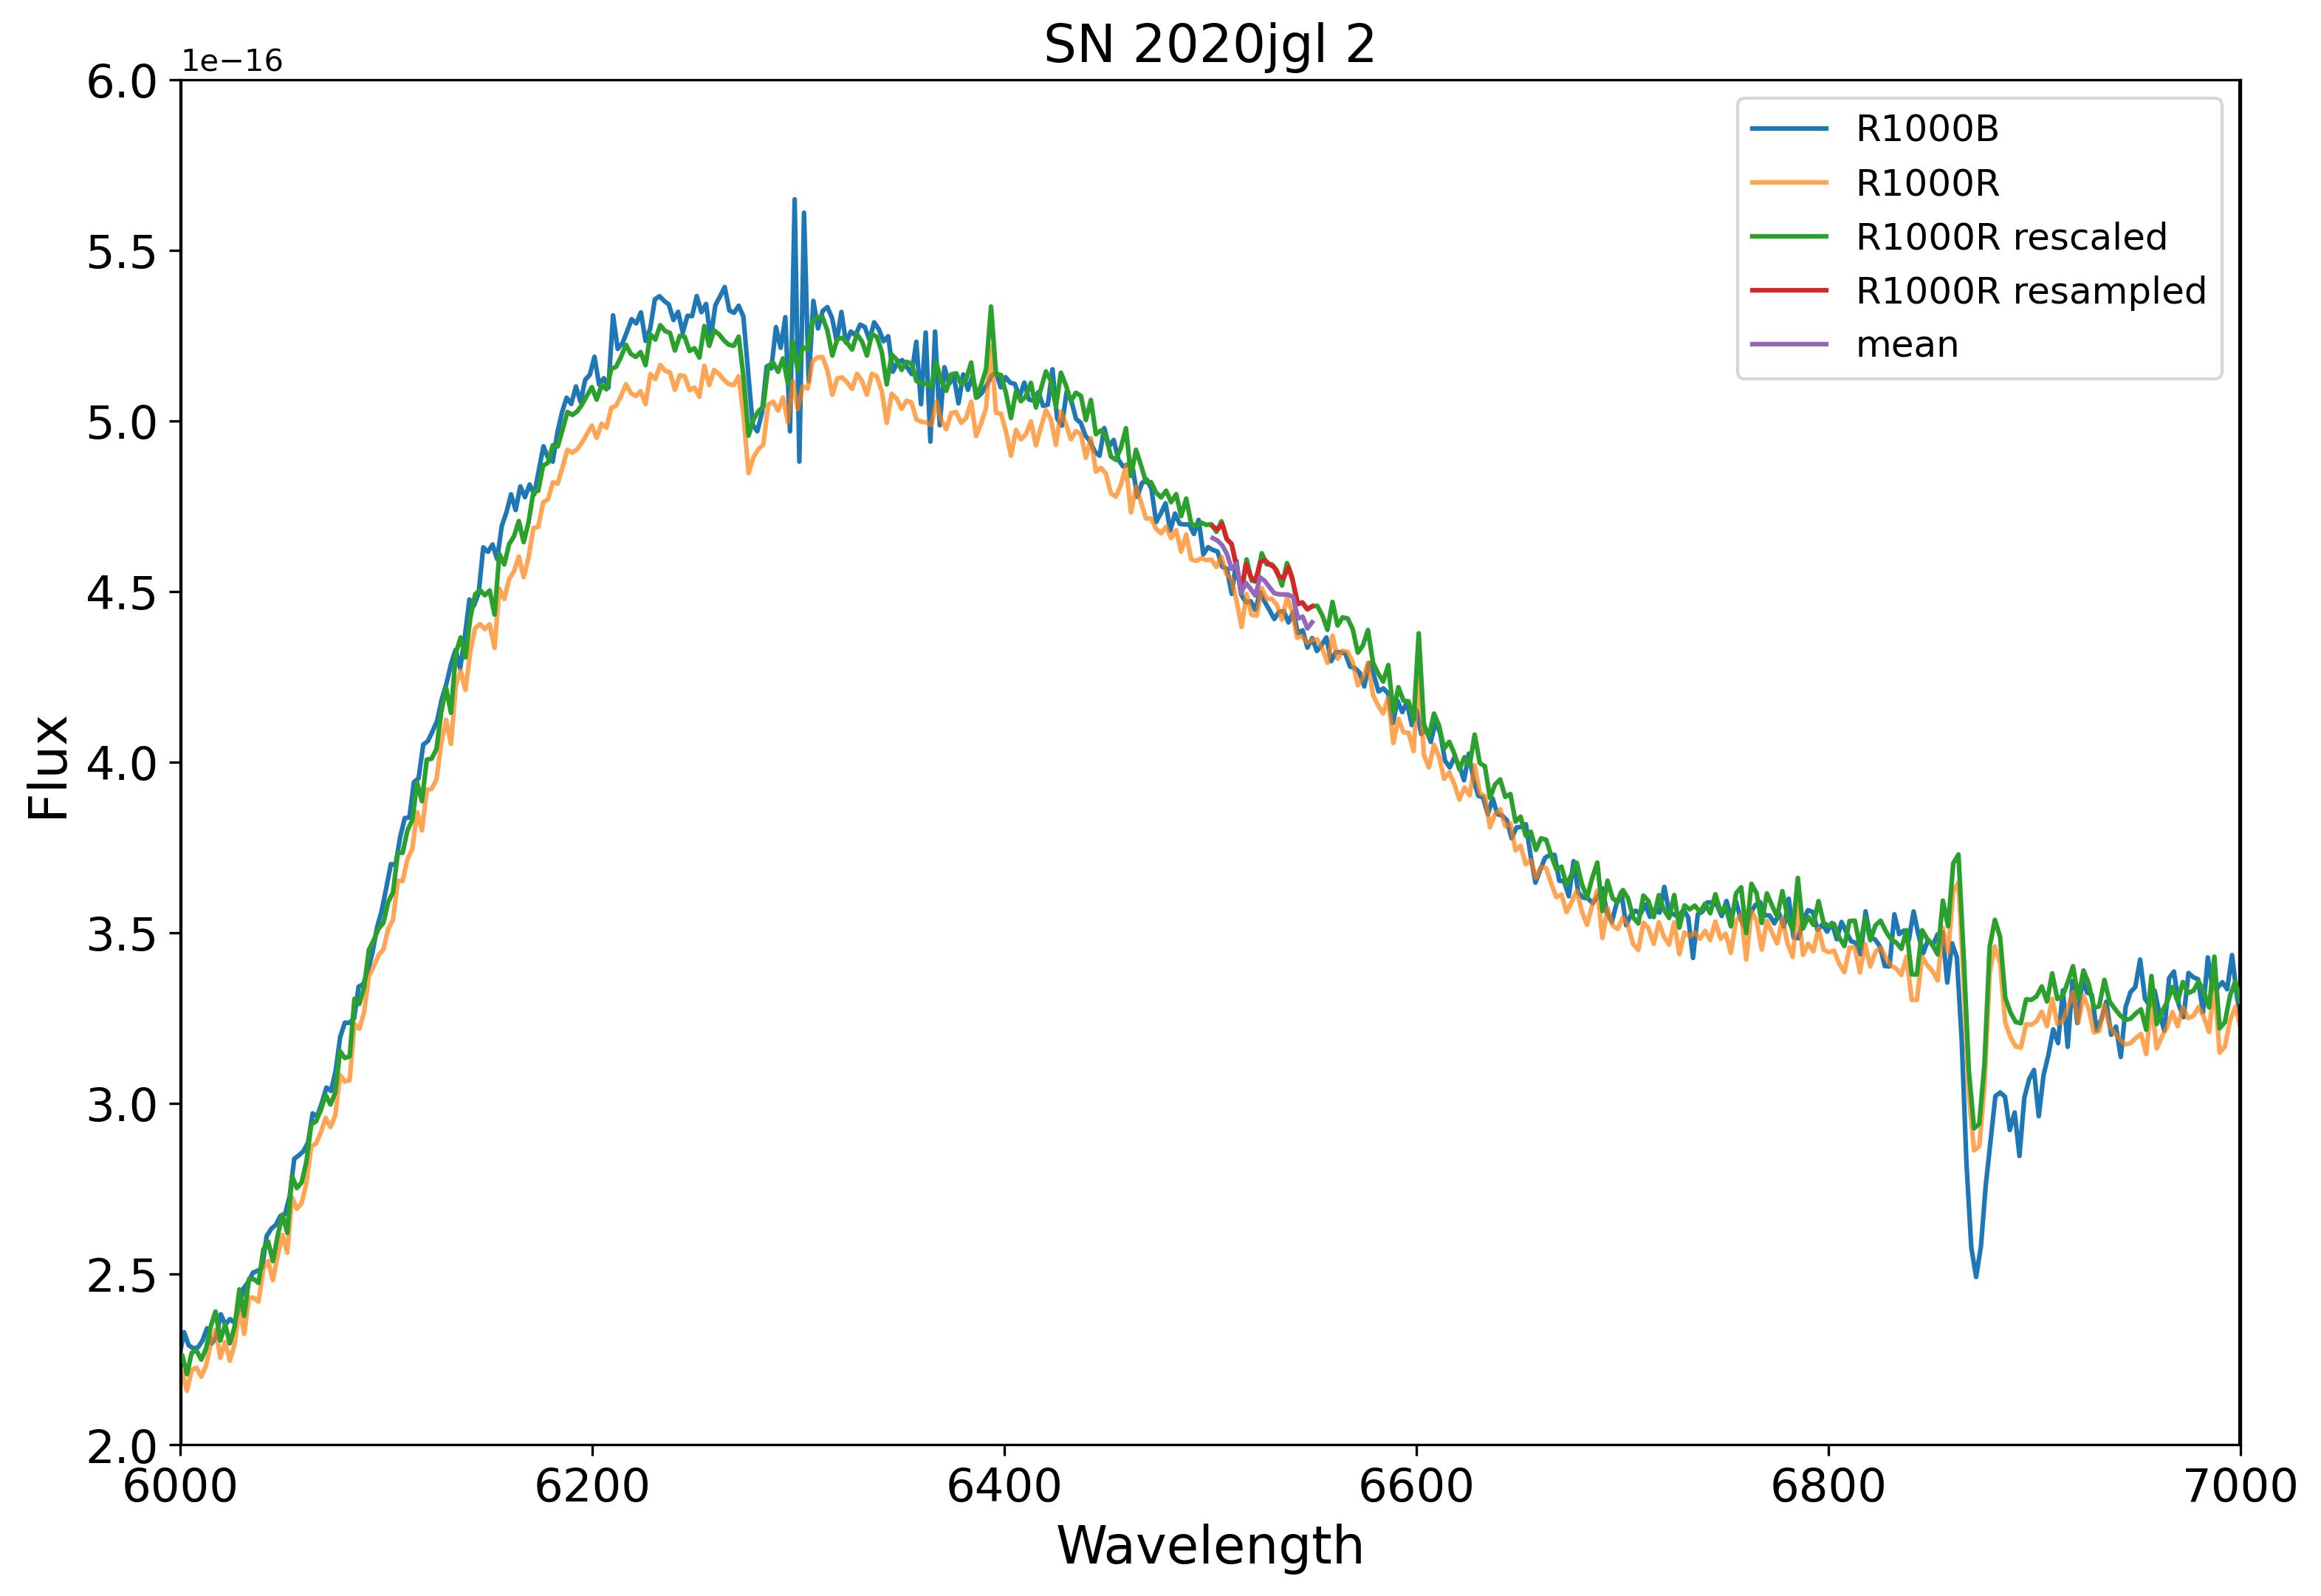 SN 2020jgl 2
1e−16
6.0
5.5
5.0
4.5
4.0
3.5
3.0
2.5
2.0
Flux
R1000B
R1000R
R1000R rescaled
R1000R resampled
mean
6000 6200 6400 6600 6800 7000
Wavelength